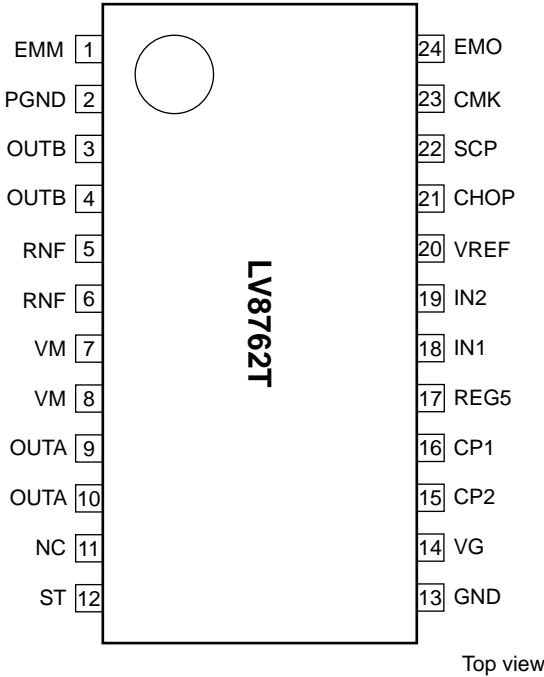 EMM 1
PGND 2
OUTB 3
OUTB 4
RNF 5
RNF 6
VM 7
VM 8
OUTA 9
OUTA 10
NC 11
ST 12
LV8762T
24 EMO
23 CMK
22 SCP
21 CHOP
20 VREF
19 IN2
18 IN1
17 REG5
16 CP1
15 CP2
14 VG
13 GND
Top view